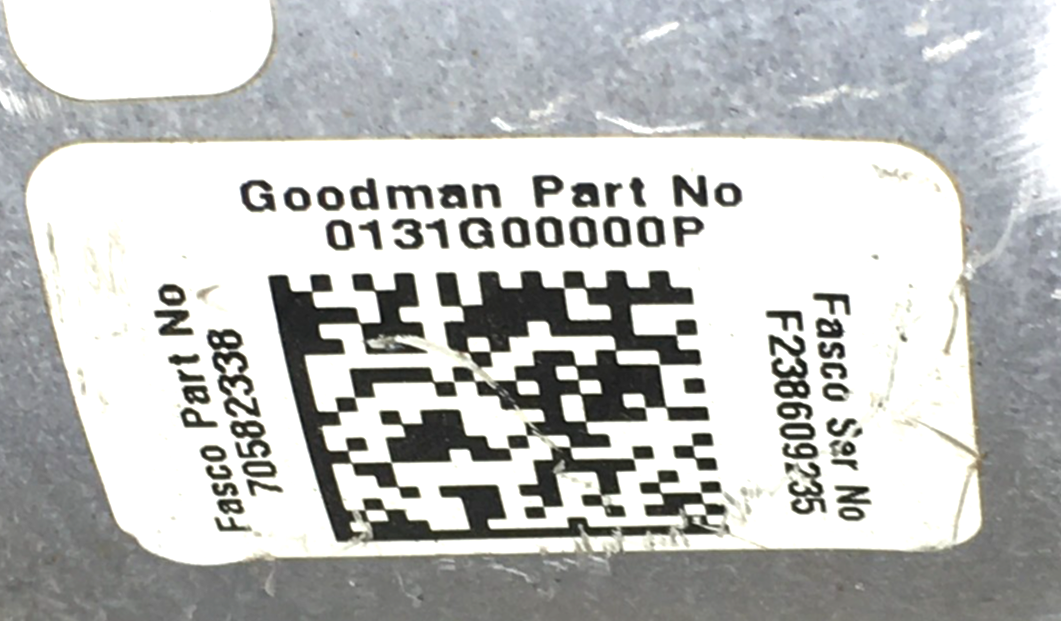 Goodman Part No
0131G00000P
Fasco Part No
70582338
Fasco Ser No
F238609235